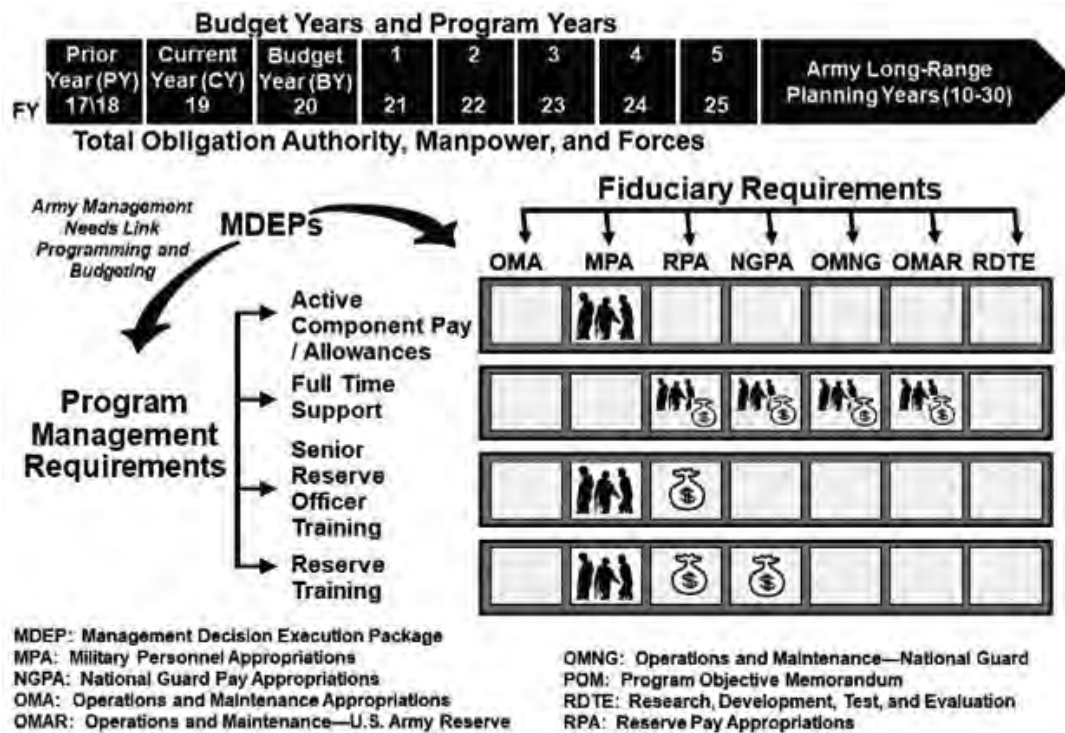 Budget Years and Program Years
Prior Year (PY) 17\18
Current Year (CY) 19
Budget Year (BY) 20
1 2 3 4 5
FY 21 22 23 24 25
Army Long-Range
Planning Years (10-30)
Total Obligation Authority, Manpower, and Forces
Army Management
Needs Link
Programming and
Budgeting
MDEPs
Fiduciary Requirements
OMA MPA RPA NGPA OMNG OMAR RDTE
Program
Management
Requirements
Active
Component Pay
/ Allowances
Full Time
Support
Senior
Reserve
Officer
Training
Reserve
Training
$ $ $ $
$
$ $
MDEP: Management Decision Execution Package
MPA: Military Personnel Appropriations
NGPA: National Guard Pay Appropriations
OMA: Operations and Maintenance Appropriations
OMAR: Operations and Maintenance—U.S. Army Reserve
OMNG: Operations and Maintenance—National Guard
POM: Program Objective Memorandum
RDTE: Research, Development, Test, and Evaluation
RPA: Reserve Pay Appropriations